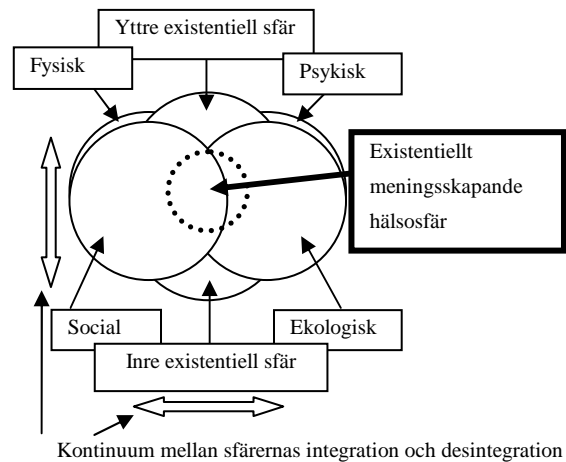 Yttre existentiell sfär
Fysisk
Psykisk
Existentiellt
meningsskapande
hälsosfär
Social
Ekologisk
Inre existentiell sfär
Kontinuum mellan sfärernas integration och desintegration